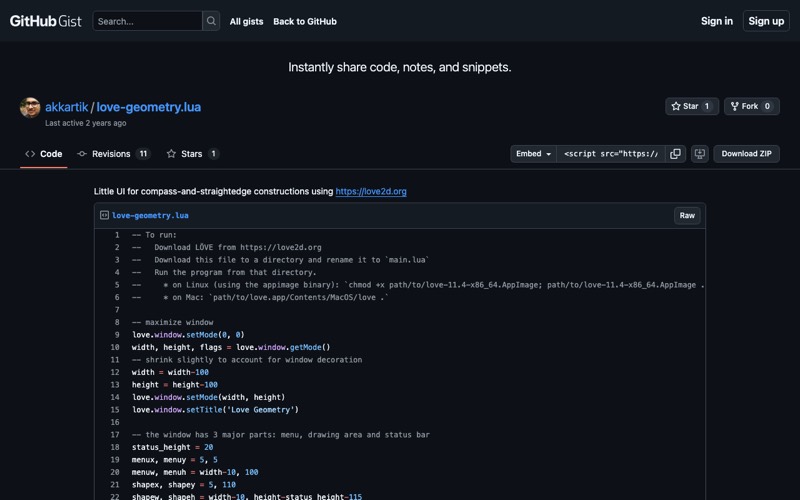 GitHub Gist Search... All gists Back to GitHub Sign in Sign up
Instantly share code, notes, and snippets.
akkartik / love-geometry.lua Star 1 Fork 0
Last active 2 years ago
Code Revisions 11 Stars 1 Embed <script src="https:/ Download ZIP
Little UI for compass-and-straightedge constructions using https://love2d.org
love-geometry.lua Raw
1 -- To run:
2 --   Download LÖVE from https://love2d.org
3 --   Download this file to a directory and rename it to `main.lua`
4 --   Run the program from that directory.
5 --     * on Linux (using the appimage binary): `chmod +x path/to/love-11.4-x86_64.AppImage; path/to/love-11.4-x86_64.AppImage .
6 --     * on Mac: `path/to/love.app/Contents/MacOS/love .`
7
8 -- maximize window
9 love.window.setMode(0, 0)
10 width, height, flags = love.window.getMode()
11 -- shrink slightly to account for window decoration
12 width = width-100
13 height = height-100
14 love.window.setMode(width, height)
15 love.window.setTitle('Love Geometry')
16
17 -- the window has 3 major parts: menu, drawing area and status bar
18 status_height = 20
19 menux, menuy = 5, 5
20 menuw, menuh = width-10, 100
21 shapex, shapey = 5, 110
22 shapew, shapeh = width-10, height-status_height-115